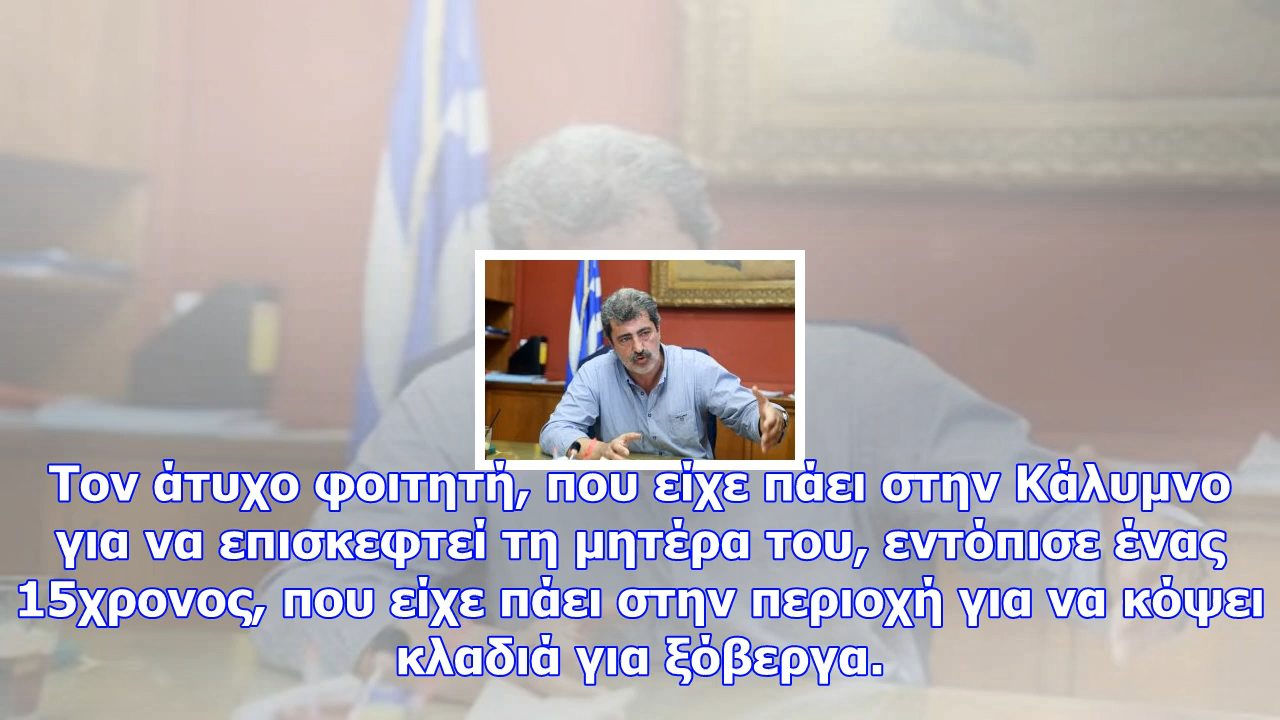 Τον άτυχο φοιτητή, που είχε πάει στην Κάλυμνο
για να επισκεφτεί τη μητέρα του, εντόπισε ένας
15χρονος, που είχε πάει στην περιοχή για να κόψει
κλαδιά για ξόβεργα.